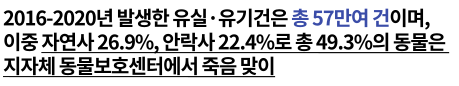 2016-2020년 발생한 유실·유기건은 총 57만여 건이며,
이중 자연사 26.9%, 안락사 22.4%로 총 49.3%의 동물은
지자체 동물보호센터에서 죽음 맞이